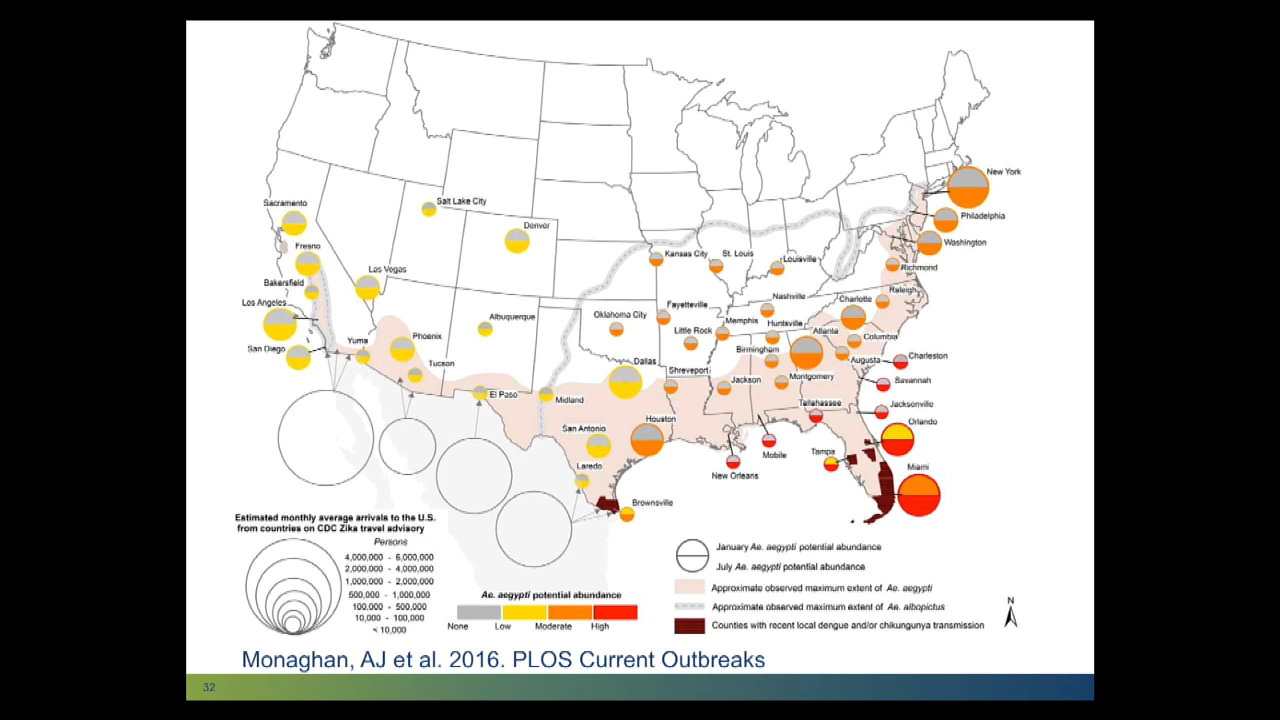 New York
Philadelphia
Washington
Richmond
Raleigh
Salt Lake City
Sacramento
Denver
Fresno
Kansas City
St. Louis
Louisville
Las Vegas
Bakersfield
Los Angeles
Fayetteville
Nashville
Charlotte
Albuquerque
Oklahoma City
Memphis
Huntsville
Little Rock
Atlanta
Columbia
Phoenix
Yuma
San Diego
Birmingham
Augusta
Charleston
Tucson
Dallas
Shreveport
Jackson
Montgomery
Savannah
El Paso
Midland
Tallahassee
Jacksonville
Houston
Orlando
San Antonio
Mobile
Tampa
Laredo
New Orleans
Miami
Brownsville
Estimated monthly average arrivals to the U.S.
from countries on CDC Zika travel advisory
Persons
4,000,000 - 6,000,000
2,000,000 - 4,000,000
1,000,000 - 2,000,000
500,000 - 1,000,000
100,000 - 500,000
10,000 - 100,000
< 10,000
Ae. aegypti potential abundance
None Low Moderate High
January Ae. aegypti potential abundance
July Ae. aegypti potential abundance
Approximate observed maximum extent of Ae. aegypti
Approximate observed maximum extent of Ae. albopictus
Counties with recent local dengue and/or chikungunya transmission
N
Monaghan, AJ et al. 2016. PLOS Current Outbreaks
32